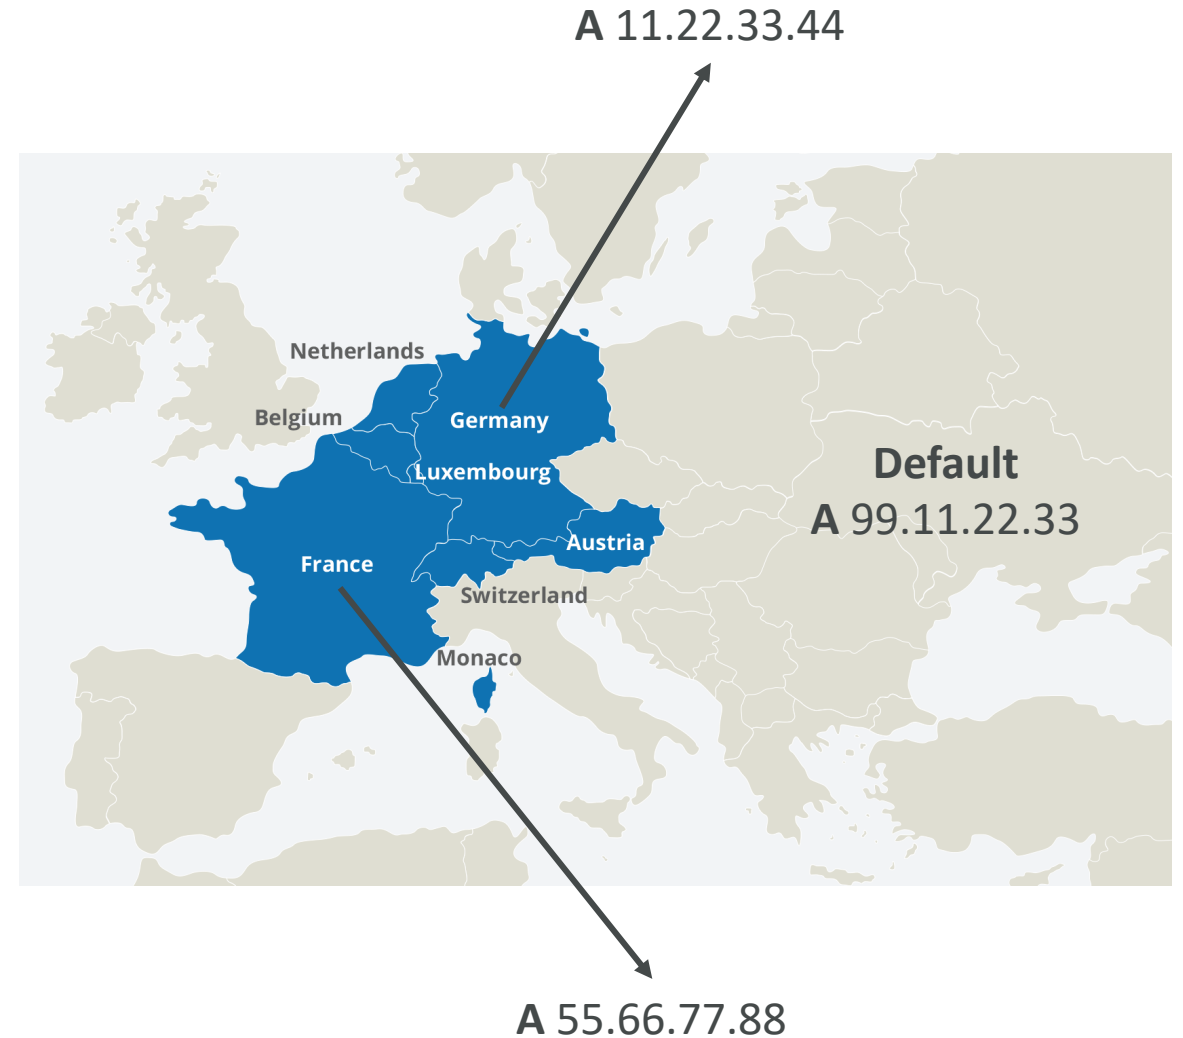 A 11.22.33.44
Netherlands
Belgium
Germany
Luxembourg
Default
A 99.11.22.33
Austria
France
Switzerland
Monaco
A 55.66.77.88